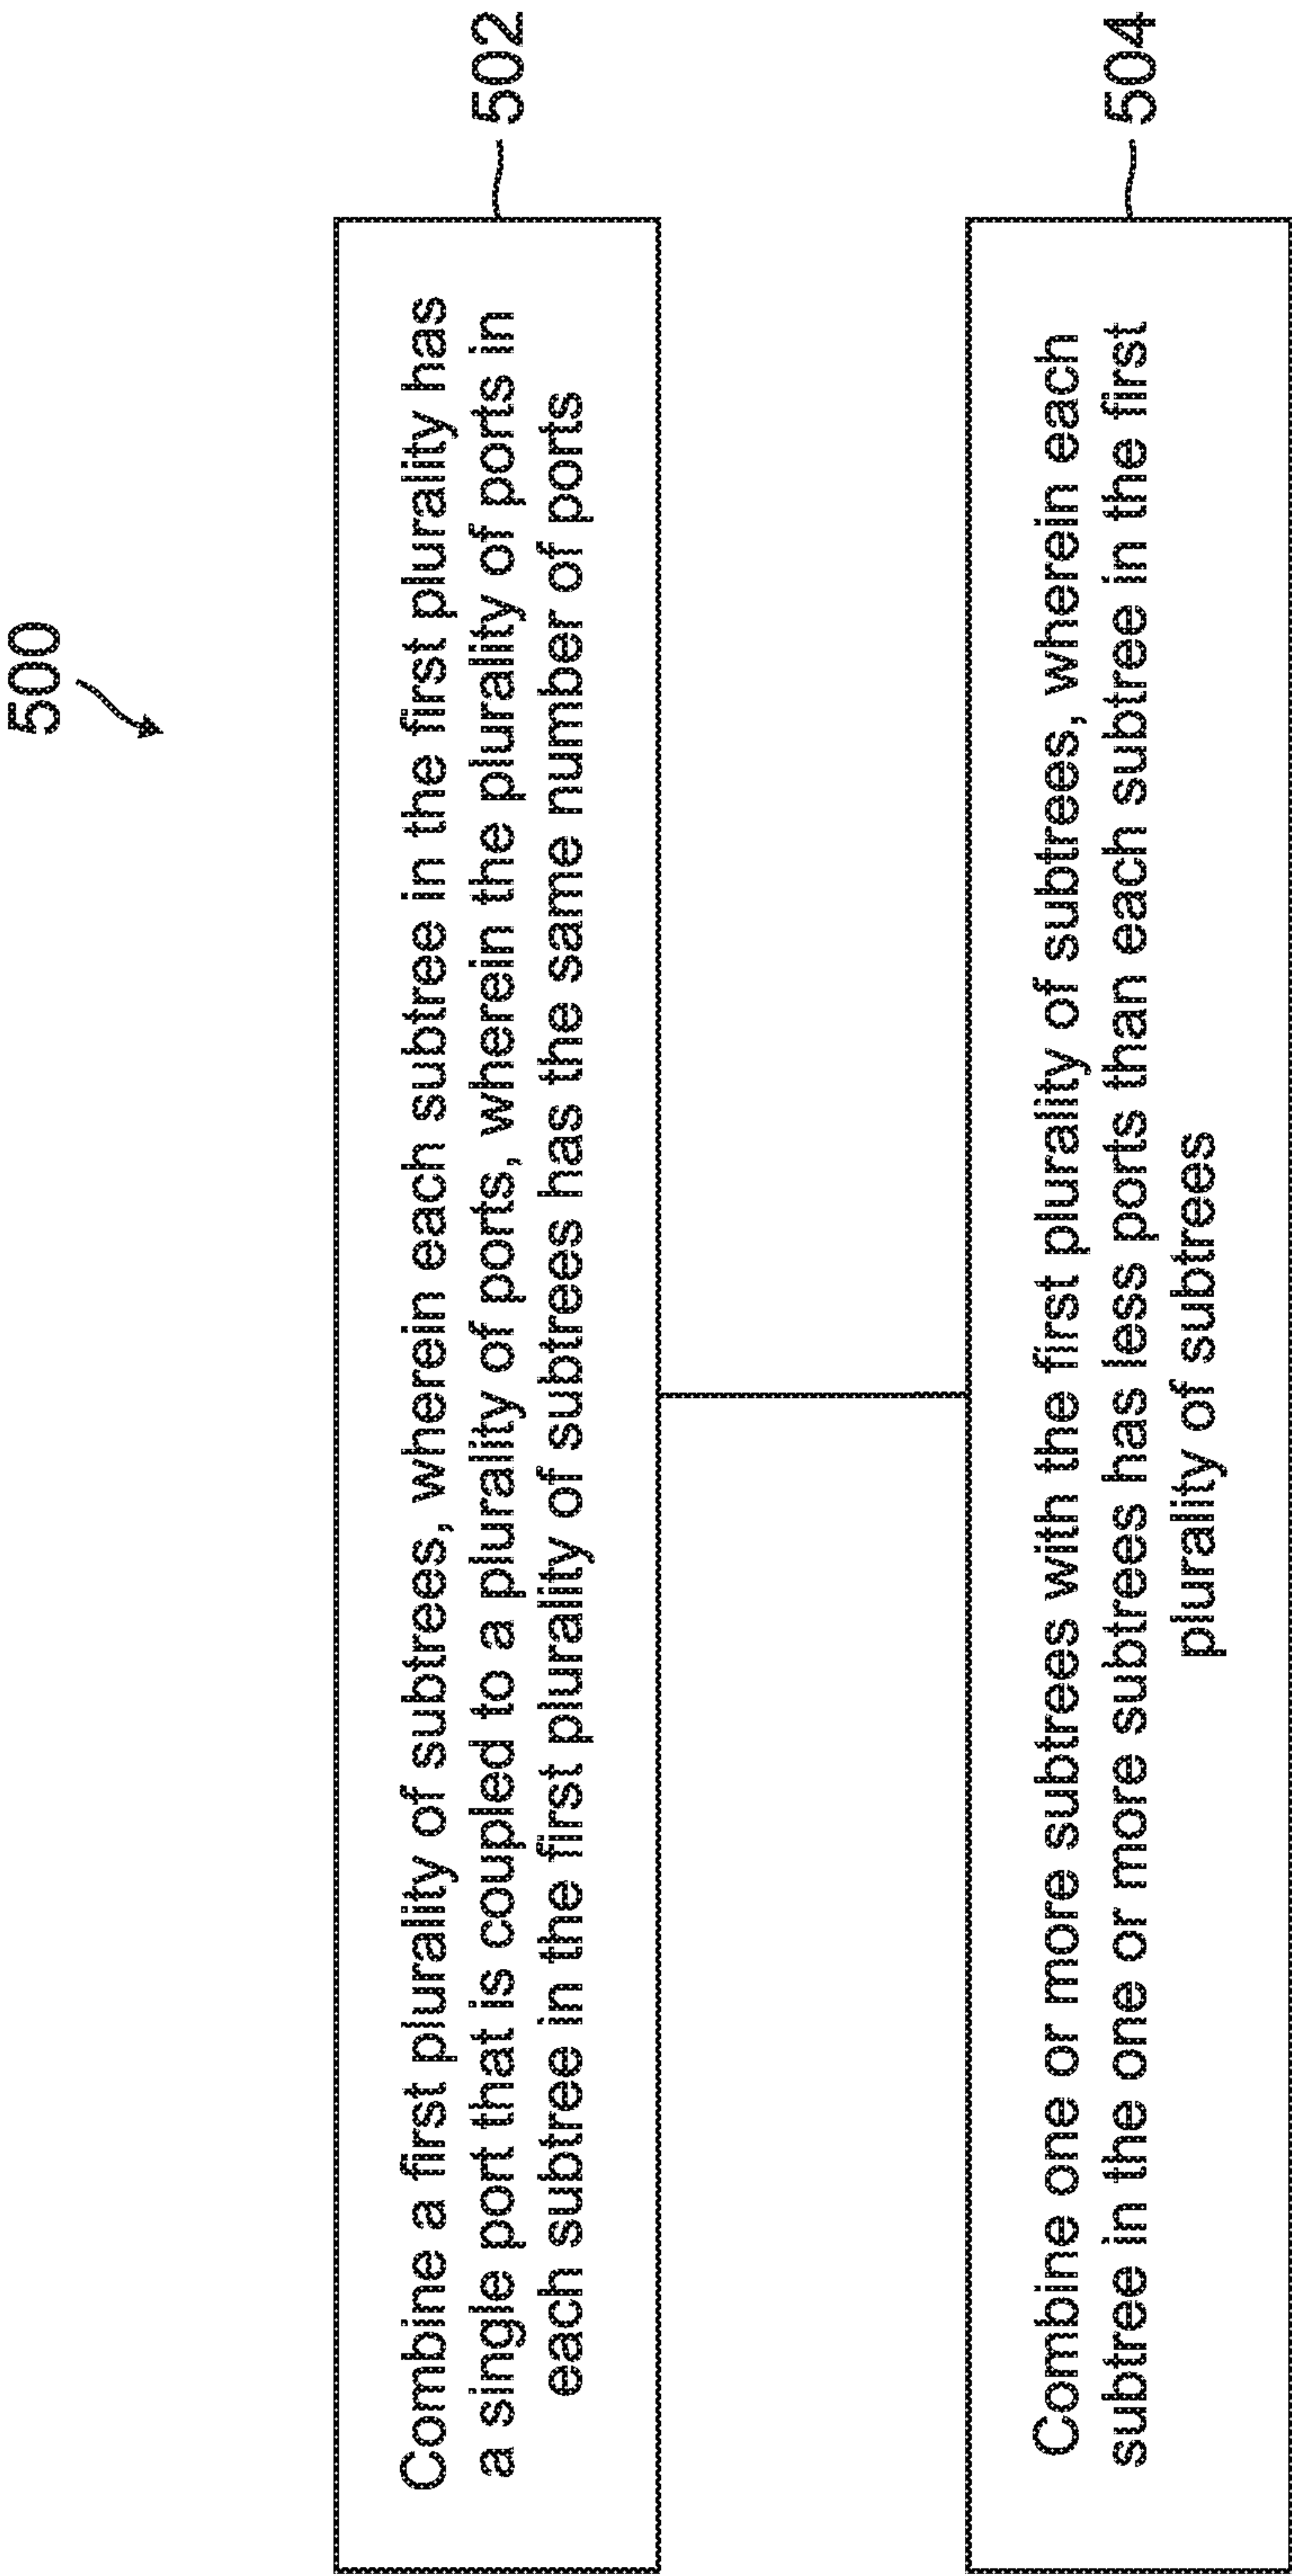 500
Combine a first plurality of subtrees, wherein each subtree in the first plurality has
a single port that is coupled to a plurality of ports, wherein the plurality of ports in
each subtree in the first plurality of subtrees has the same number of ports
502
Combine one or more subtrees with the first plurality of subtrees, wherein each
subtree in the one or more subtrees has less ports than each subtree in the first
plurality of subtrees
504